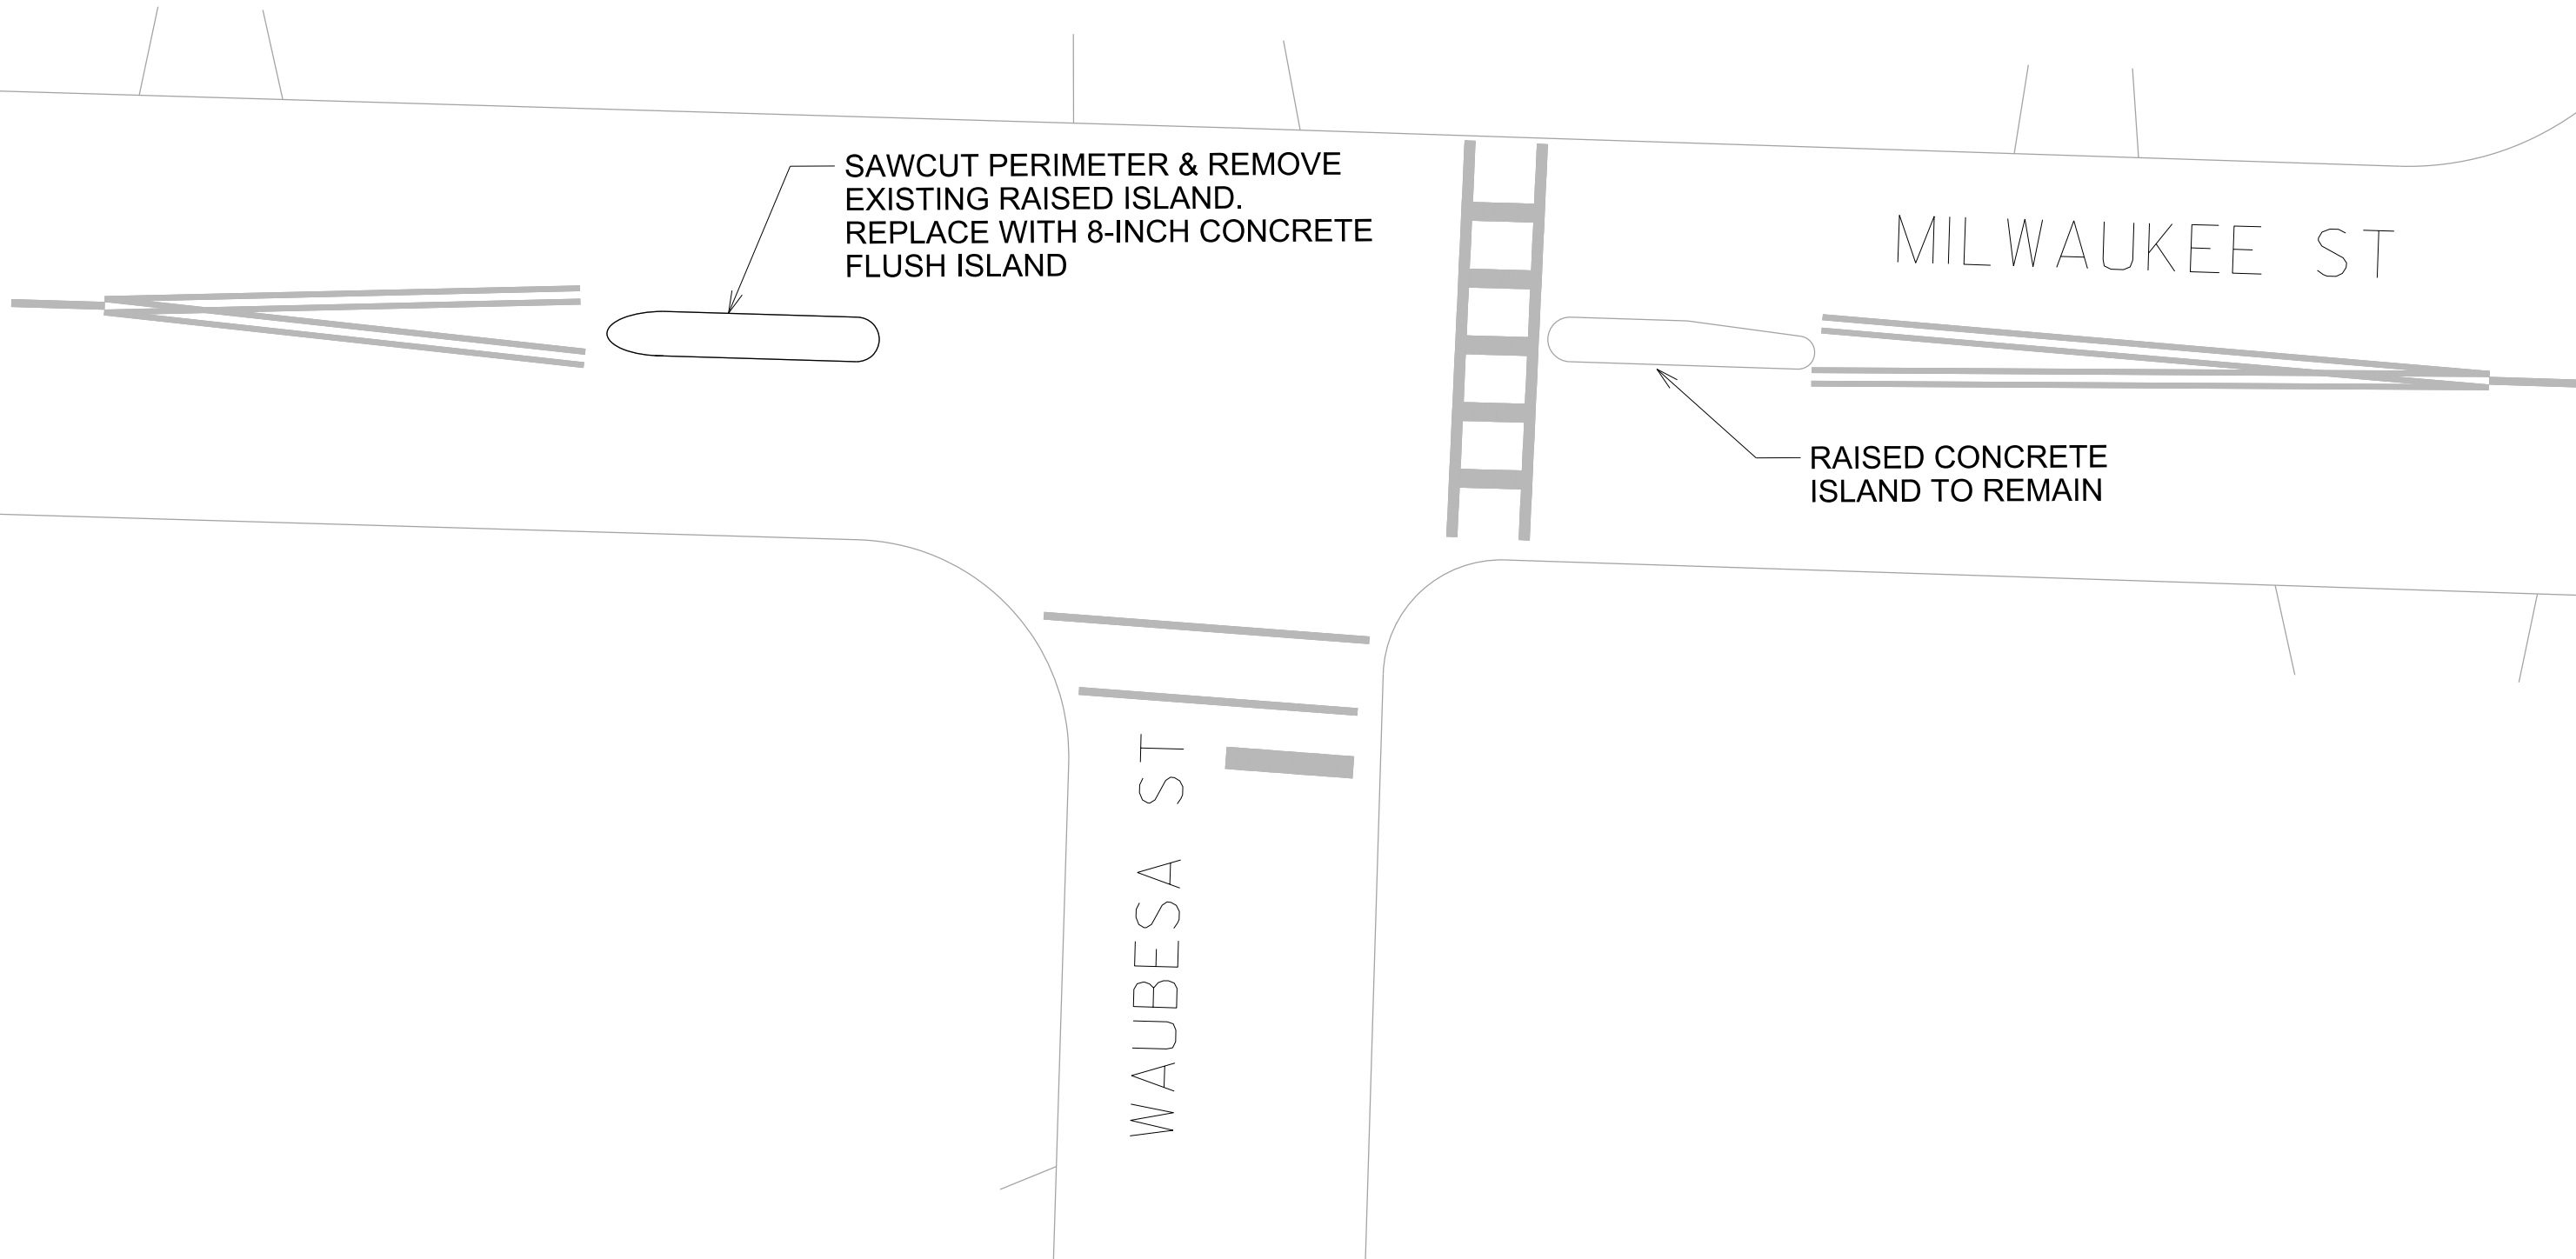 SAWCUT PERIMETER & REMOVE
EXISTING RAISED ISLAND.
REPLACE WITH 8-INCH CONCRETE
FLUSH ISLAND
MILWAUKEE ST
RAISED CONCRETE
ISLAND TO REMAIN
WAUBESA ST